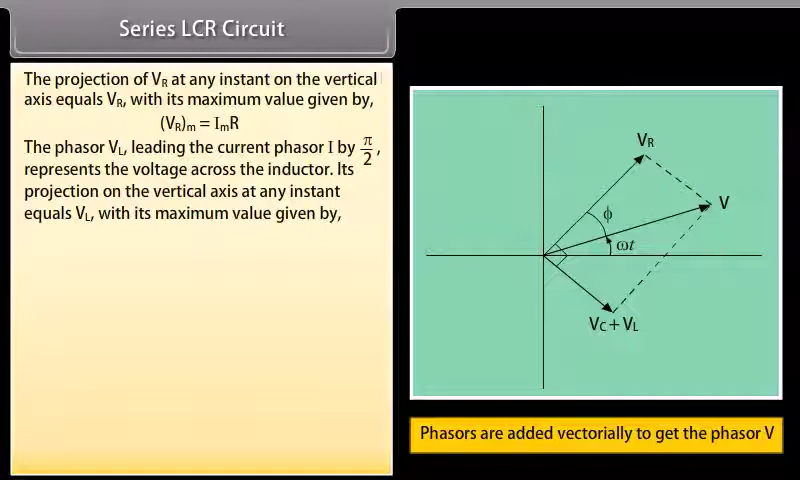 Series LCR Circuit
The projection of VR at any instant on the vertical
axis equals VR, with its maximum value given by,
(VR)m = ImR
The phasor VL, leading the current phasor I by π/2,
represents the voltage across the inductor. Its
projection on the vertical axis at any instant
equals VL, with its maximum value given by,
VR
V
ϕ
ωt
VC + VL
Phasors are added vectorially to get the phasor V